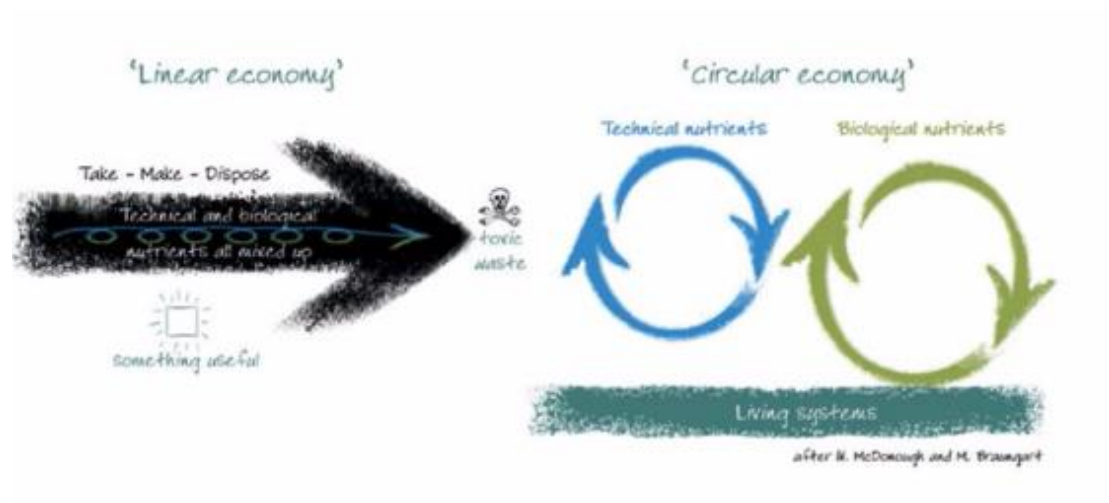 'Linear economy'
Take - Make - Dispose
Technical and biological
nutrients all mixed up
something useful
toxic
waste
'Circular economy'
Technical nutrients
Biological nutrients
Living systems
after W. McDonough and M. Braungart